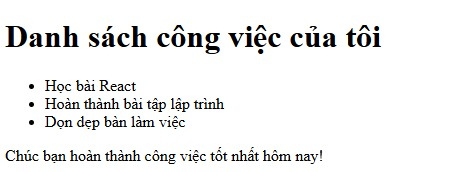 Danh sách công việc của tôi
Học bài React
Hoàn thành bài tập lập trình
Dọn dẹp bàn làm việc
Chúc bạn hoàn thành công việc tốt nhất hôm nay!